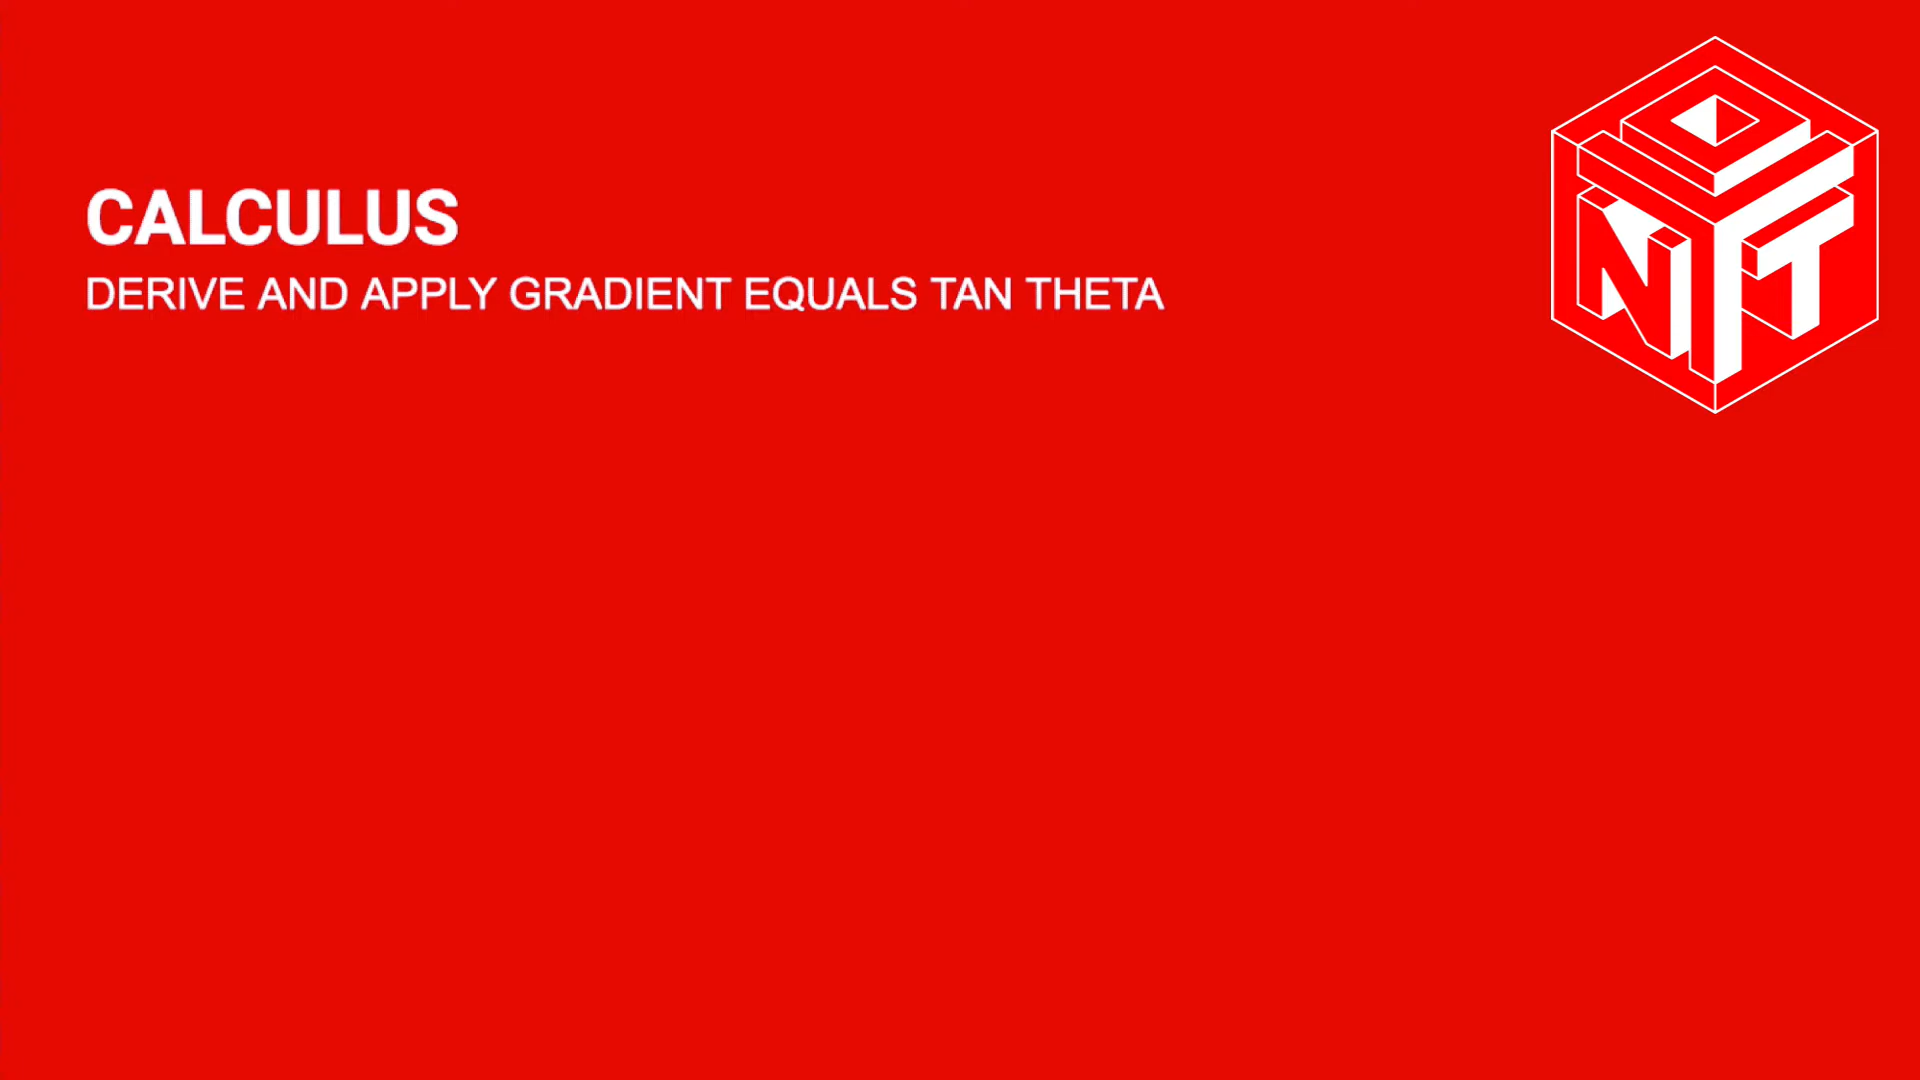 CALCULUS
DERIVE AND APPLY GRADIENT EQUALS TAN THETA